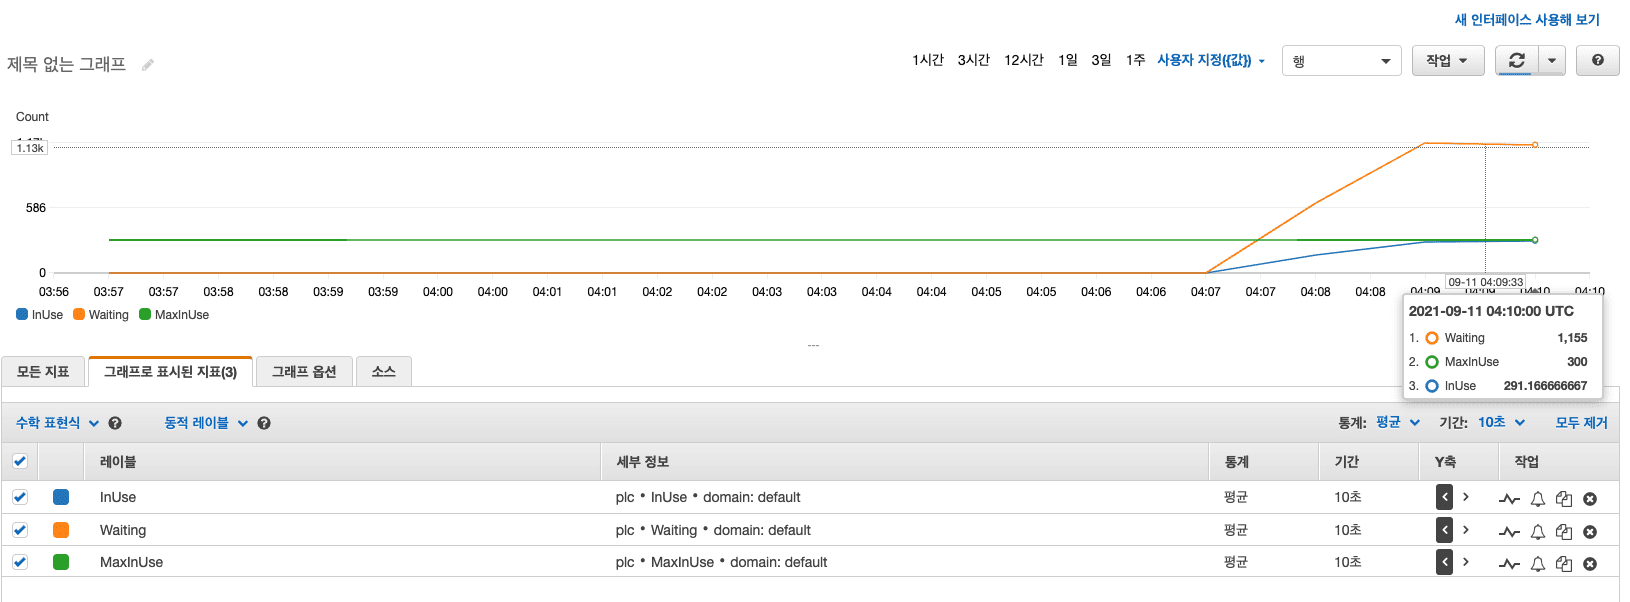 새 인터페이스 사용해 보기
제목 없는 그래프
1시간 3시간 12시간 1일 3일 1주 사용자 지정({값}) 행 작업
Count
1.13k
586
0
03:56 03:57 03:57 03:58 03:58 03:59 03:59 04:00 04:00 04:01 04:01 04:02 04:02 04:03 04:03 04:04 04:04 04:05 04:05 04:06 04:06 04:07 04:07 04:08 04:08 04:09 04:09 04:10 04:10
09-11 04:09:33
InUse Waiting MaxInUse
2021-09-11 04:10:00 UTC
1. Waiting 1,155
2. MaxInUse 300
3. InUse 291.166666667
---
모든 지표 그래프로 표시된 지표(3) 그래프 옵션 소스
수학 표현식 동적 레이블 통계: 평균 기간: 10초 모두 제거
레이블 세부 정보 통계 기간 Y축 작업
InUse plc • InUse • domain: default 평균 10초 < >
Waiting plc • Waiting • domain: default 평균 10초 < >
MaxInUse plc • MaxInUse • domain: default 평균 10초 < >